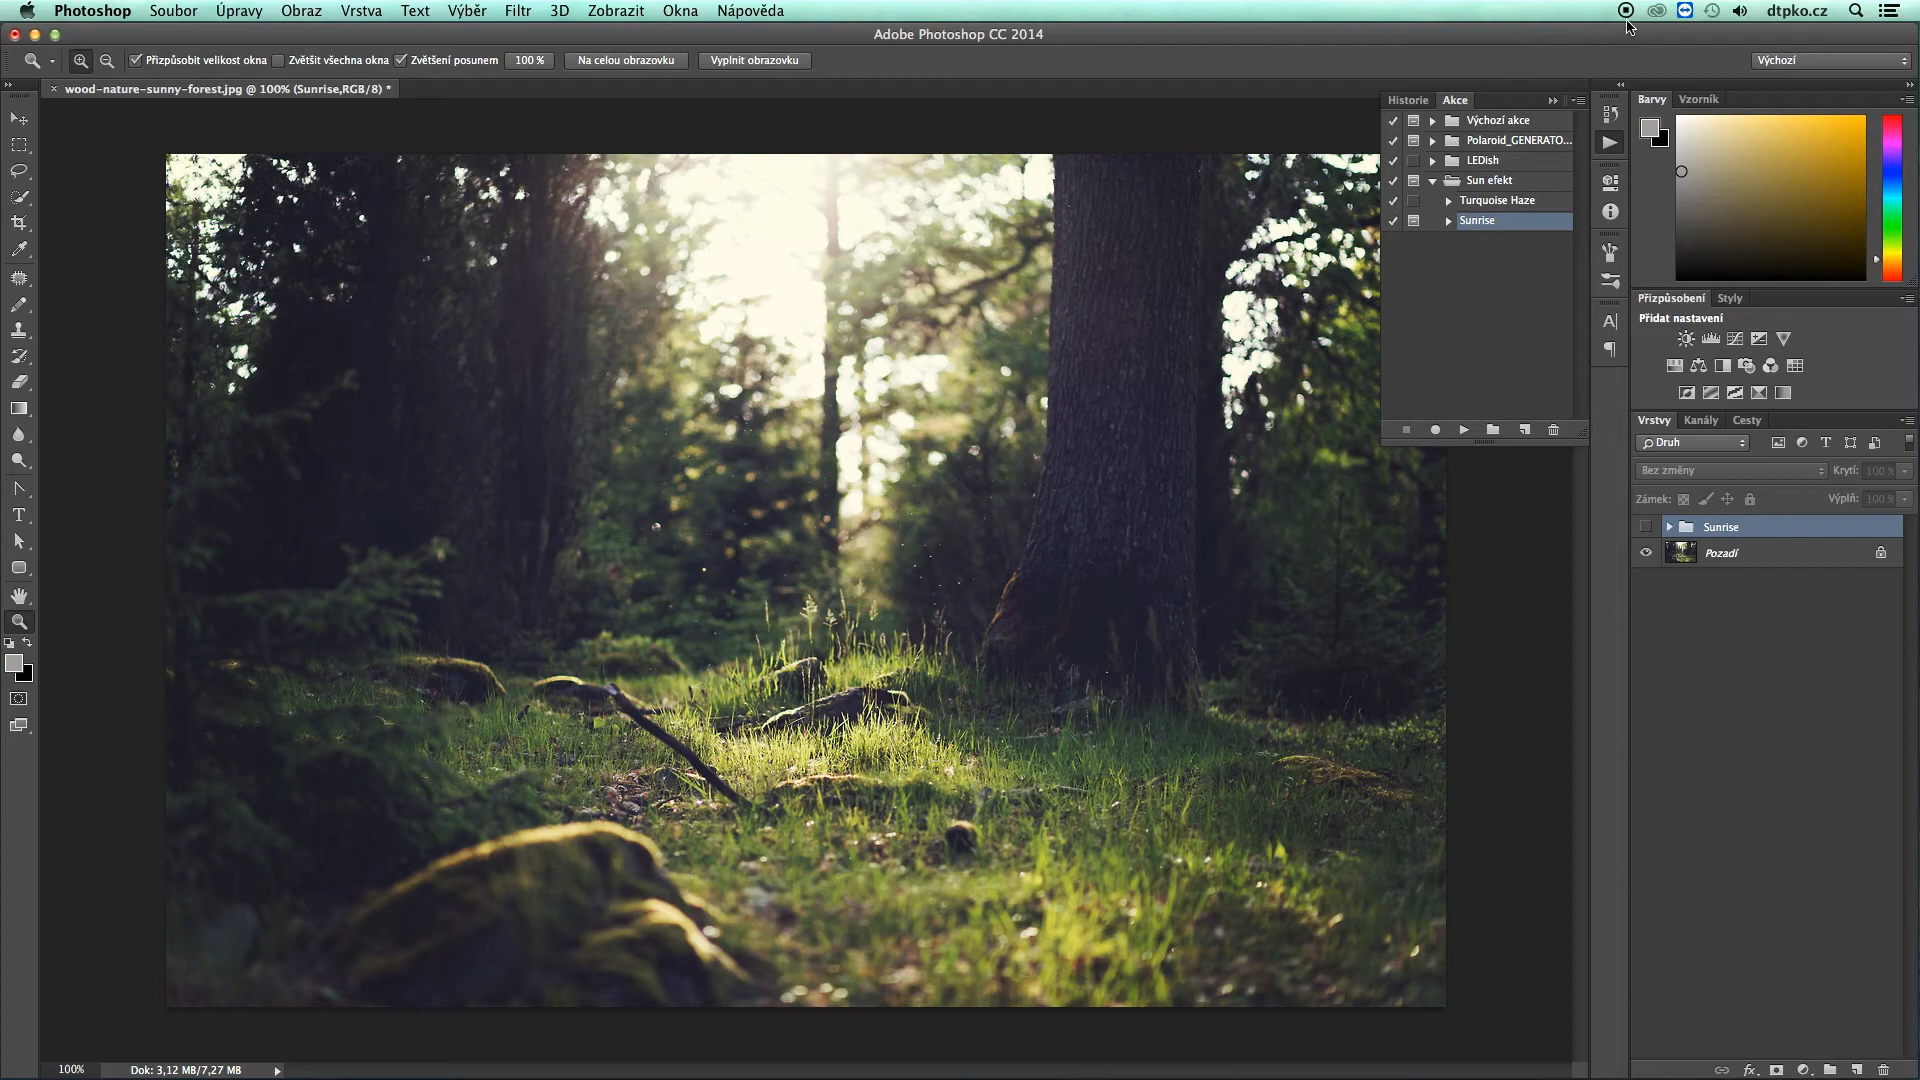 Photoshop Soubor Úpravy Obraz Vrstva Text Výběr Filtr 3D Zobrazit Okna Nápověda dtpko.cz
Adobe Photoshop CC 2014
Přizpůsobit velikost okna Zvětšit všechna okna Zvětšení posunem 100 % Na celou obrazovku Vyplnit obrazovku Výchozí
wood-nature-sunny-forest.jpg @ 100% (Sunrise,RGB/8) *
Historie Akce
Výchozí akce
Polaroid_GENERATO...
LEDish
Sun efekt
Turquoise Haze
Sunrise
Barvy Vzorník
Přizpůsobení Styly
Přidat nastavení
Vrstvy Kanály Cesty
Druh
Bez změny Krytí: 100 %
Zámek: Výplň: 100 %
Sunrise
Pozadí
100% Dok: 3,12 MB/7,27 MB